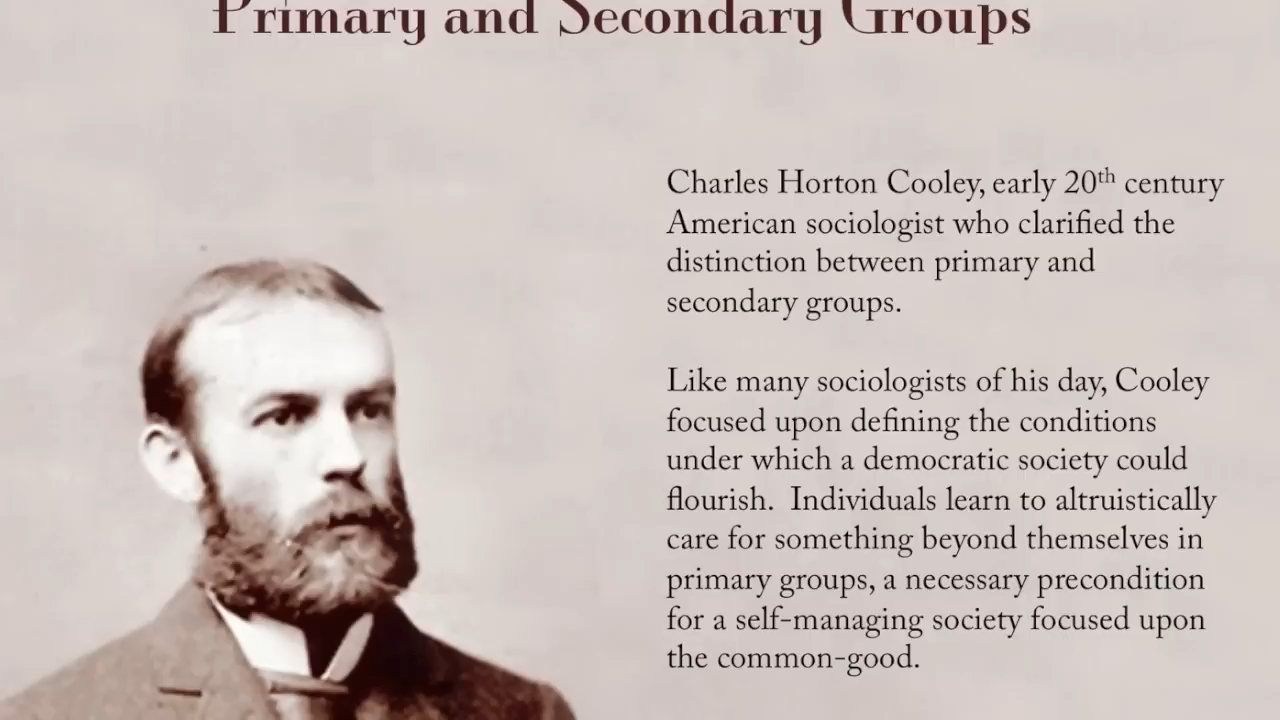 Primary and Secondary Groups
Charles Horton Cooley, early 20th century
American sociologist who clarified the
distinction between primary and
secondary groups.
Like many sociologists of his day, Cooley
focused upon defining the conditions
under which a democratic society could
flourish.  Individuals learn to altruistically
care for something beyond themselves in
primary groups, a necessary precondition
for a self-managing society focused upon
the common-good.